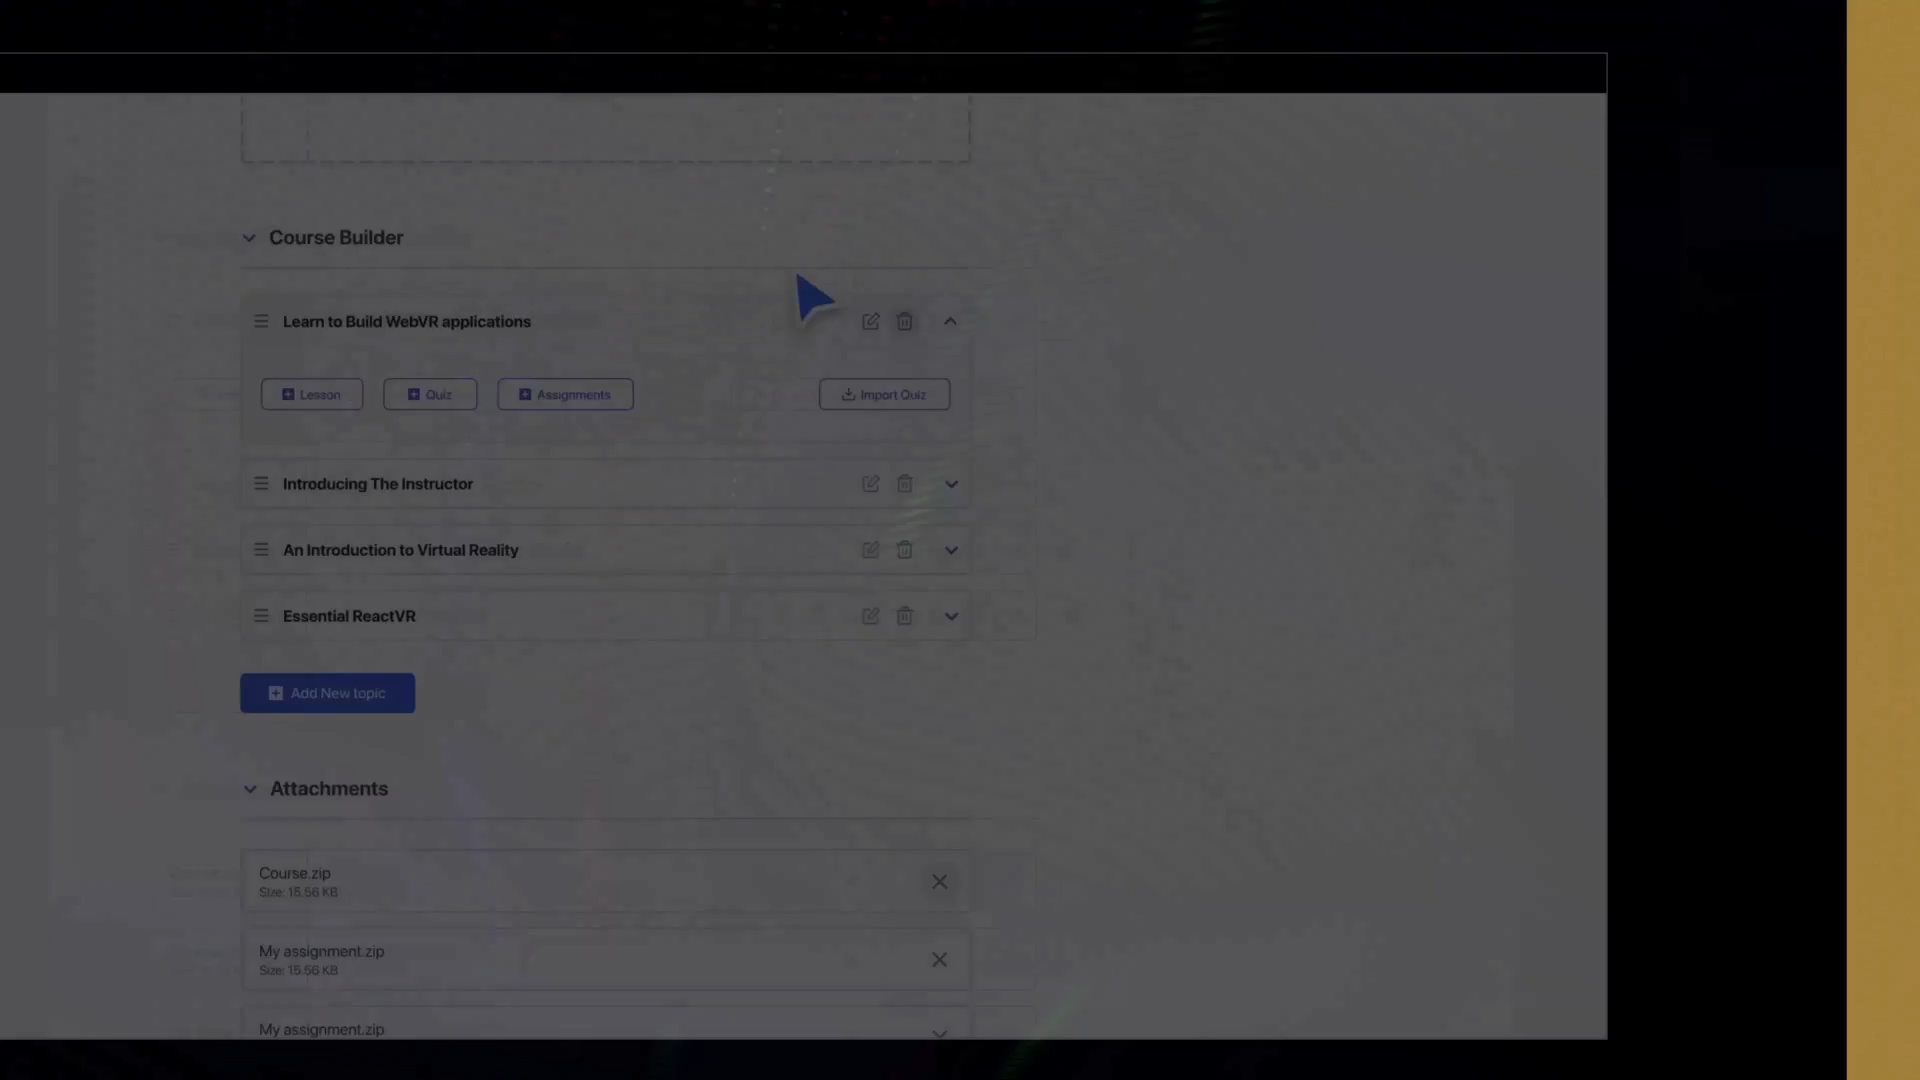 Course Builder
Learn to Build WebVR applications
Lesson
Quiz
Assignments
Import Quiz
Introducing The Instructor
An Introduction to Virtual Reality
Essential ReactVR
Add New topic
Attachments
Course.zip
Size: 15.56 KB
My assignment.zip
Size: 15.56 KB
My assignment.zip